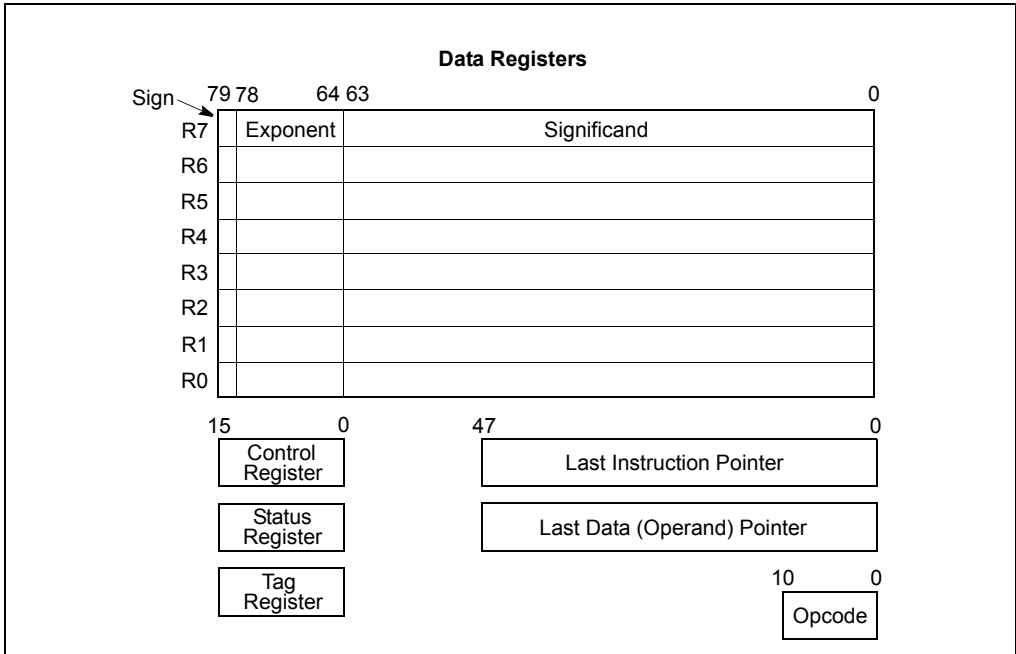 Data Registers
Sign 79 78 64 63 0
R7 Exponent Significand
R6
R5
R4
R3
R2
R1
R0
15 0 47 0
Control
Register
Last Instruction Pointer
Status
Register
Last Data (Operand) Pointer
Tag
Register
10 0
Opcode